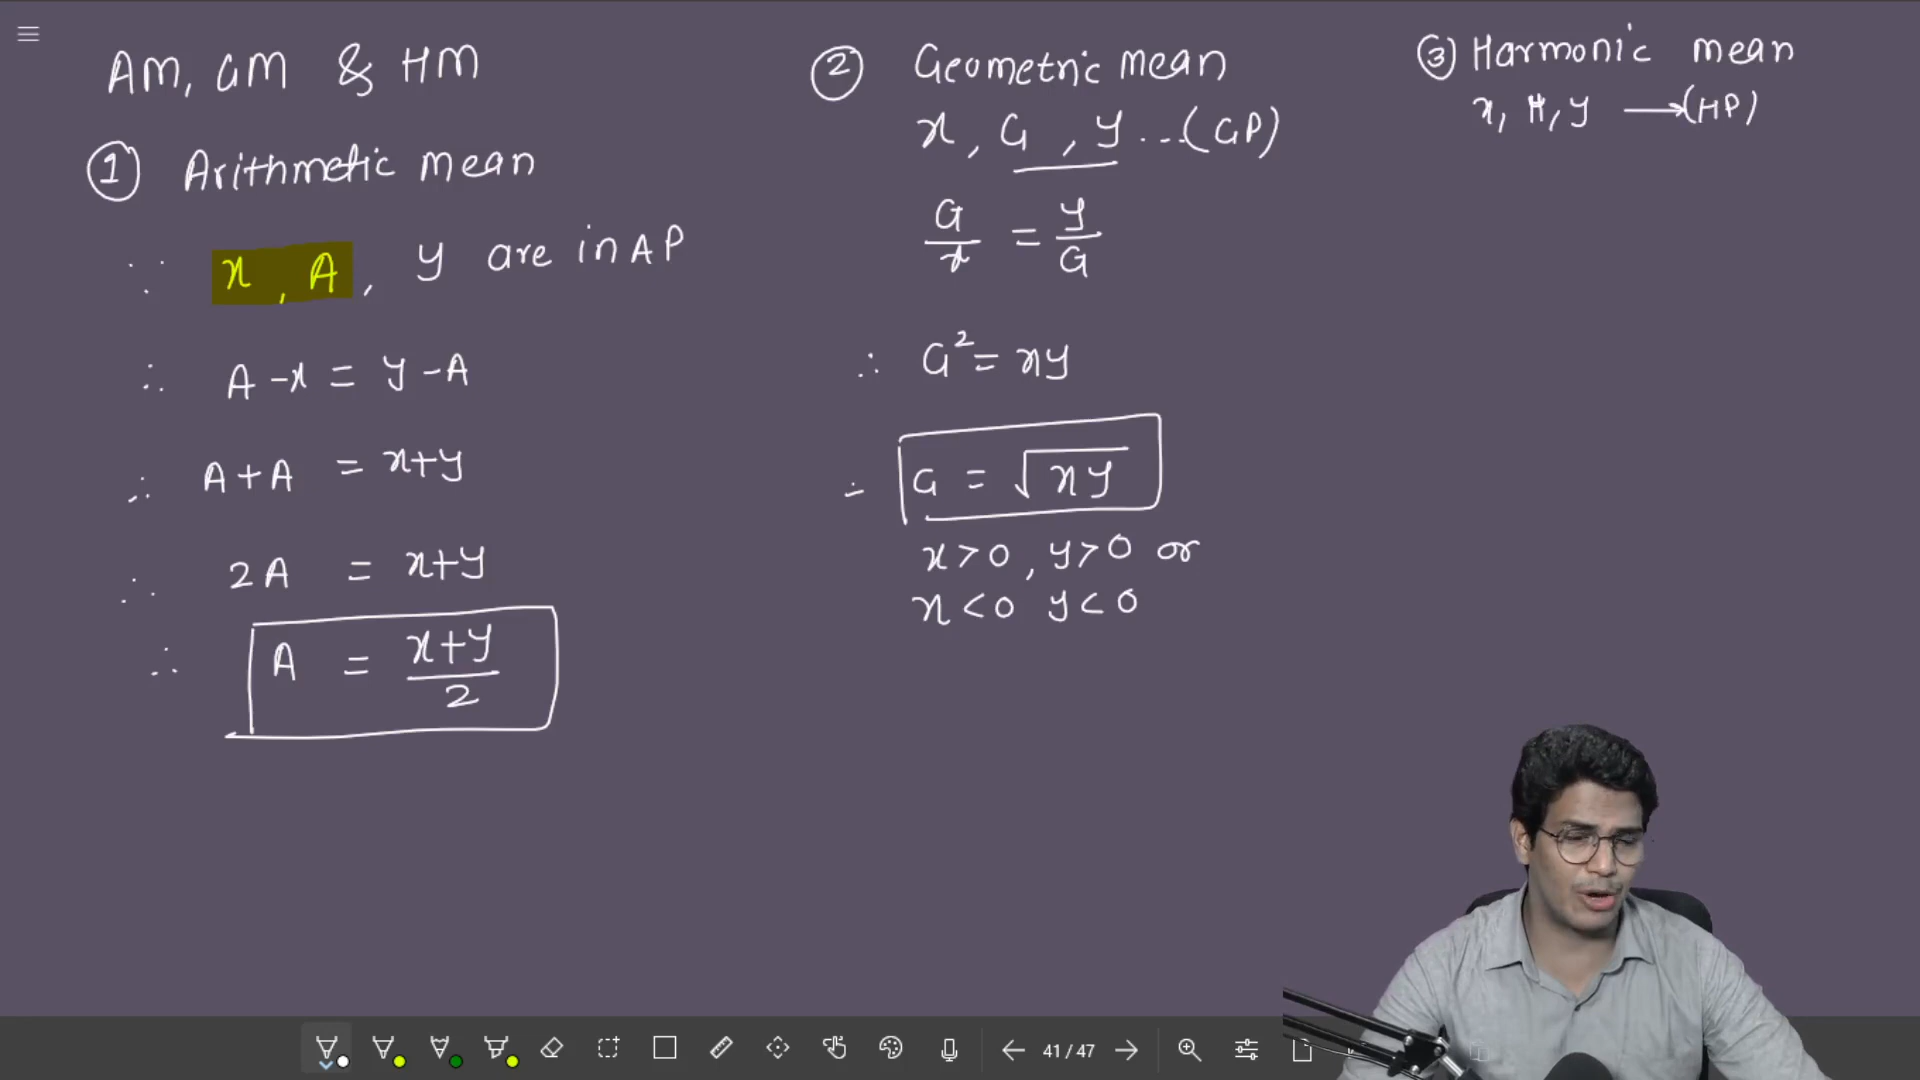 AM, GM & HM
① Arithmetic mean
∵ x, A, y are in AP
∴ A - x = y - A
∴ A + A = x + y
∴ 2A = x + y
∴ A = (x + y)/2
② Geometric mean
x, G, y ...(GP)
G/x = y/G
∴ G² = xy
∴ G = √xy
x > 0, y > 0 or
x < 0 y < 0
③ Harmonic mean
x, H, y → (HP)
41 / 47